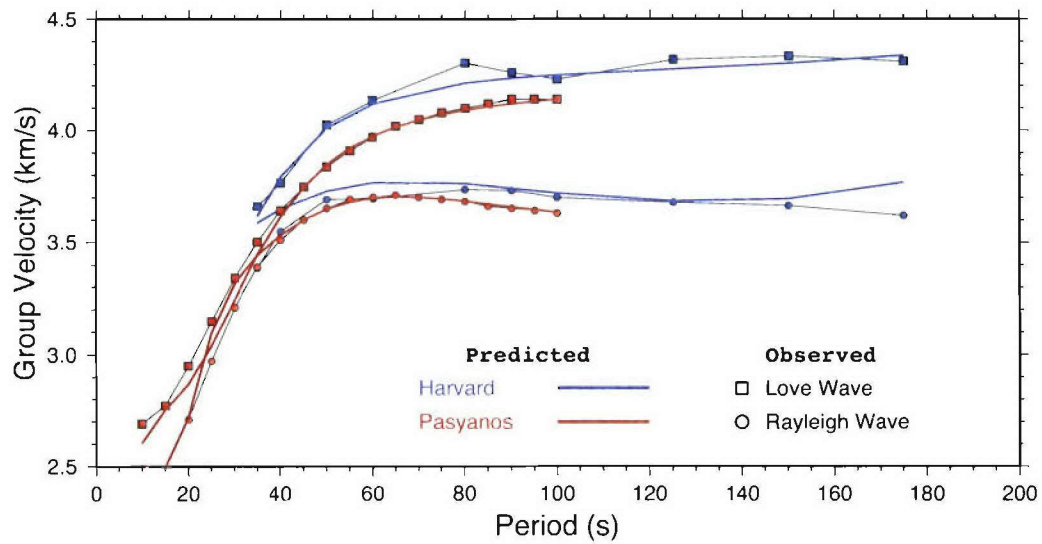 4.5
4.0
3.5
3.0
2.5
Group Velocity (km/s)
Predicted Observed
Harvard Love Wave
Pasyanos Rayleigh Wave
0 20 40 60 80 100 120 140 160 180 200
Period (s)